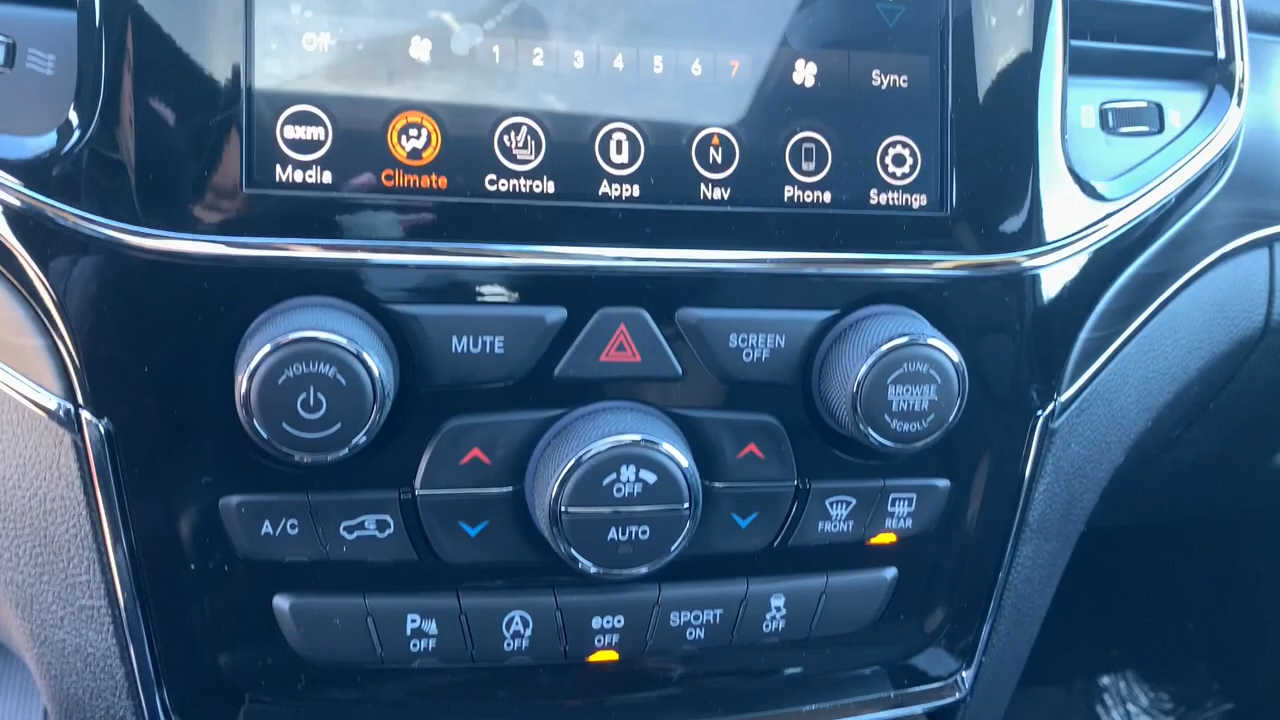 Off 1 2 3 4 5 6 7 Sync
sxm
Media Climate Controls Apps Nav Phone Settings
N
VOLUME
MUTE
SCREEN
OFF
TUNE
BROWSE
ENTER
SCROLL
OFF
AUTO
A/C
FRONT
REAR
P
OFF
A
OFF
eco
OFF
SPORT
ON
OFF